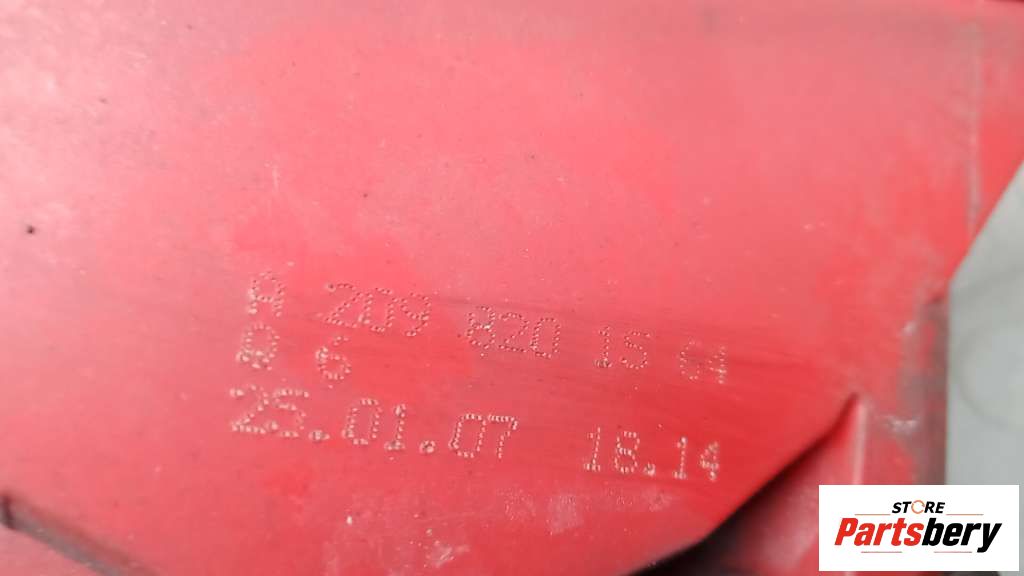 A 209 820 15 64
R 6
25.01.07 18.14
STORE
Partsbery